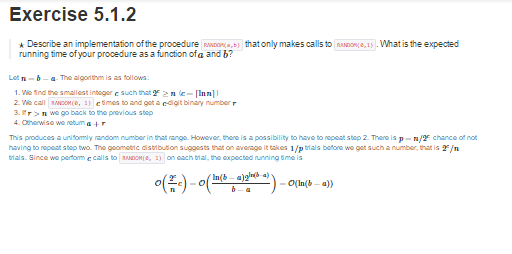 Exercise 5.1.2
★ Describe an implementation of the procedure RANDOM(a,b) that only makes calls to RANDOM(0,1). What is the expected
running time of your procedure as a function of a and b?
Let n = b − a. The algorithm is as follows:
1. We find the smallest integer c such that 2^c ≥ n (c = ⌈ln n⌉)
2. We call RANDOM(0, 1) c times to and get a c-digit binary number r
3. If r > n we go back to the previous step
4. Otherwise we return a + r
This produces a uniformly random number in that range. However, there is a possibility to have to repeat step 2. There is p = n/2^c chance of not
having to repeat step two. The geometric distribution suggests that on average it takes 1/p trials before we get such a number, that is 2^c/n
trials. Since we perform c calls to RANDOM(0, 1) on each trial, the expected running time is
O(2^c/n c) = O(ln(b − a)2^ln(b-a)/b − a) = O(ln(b − a))